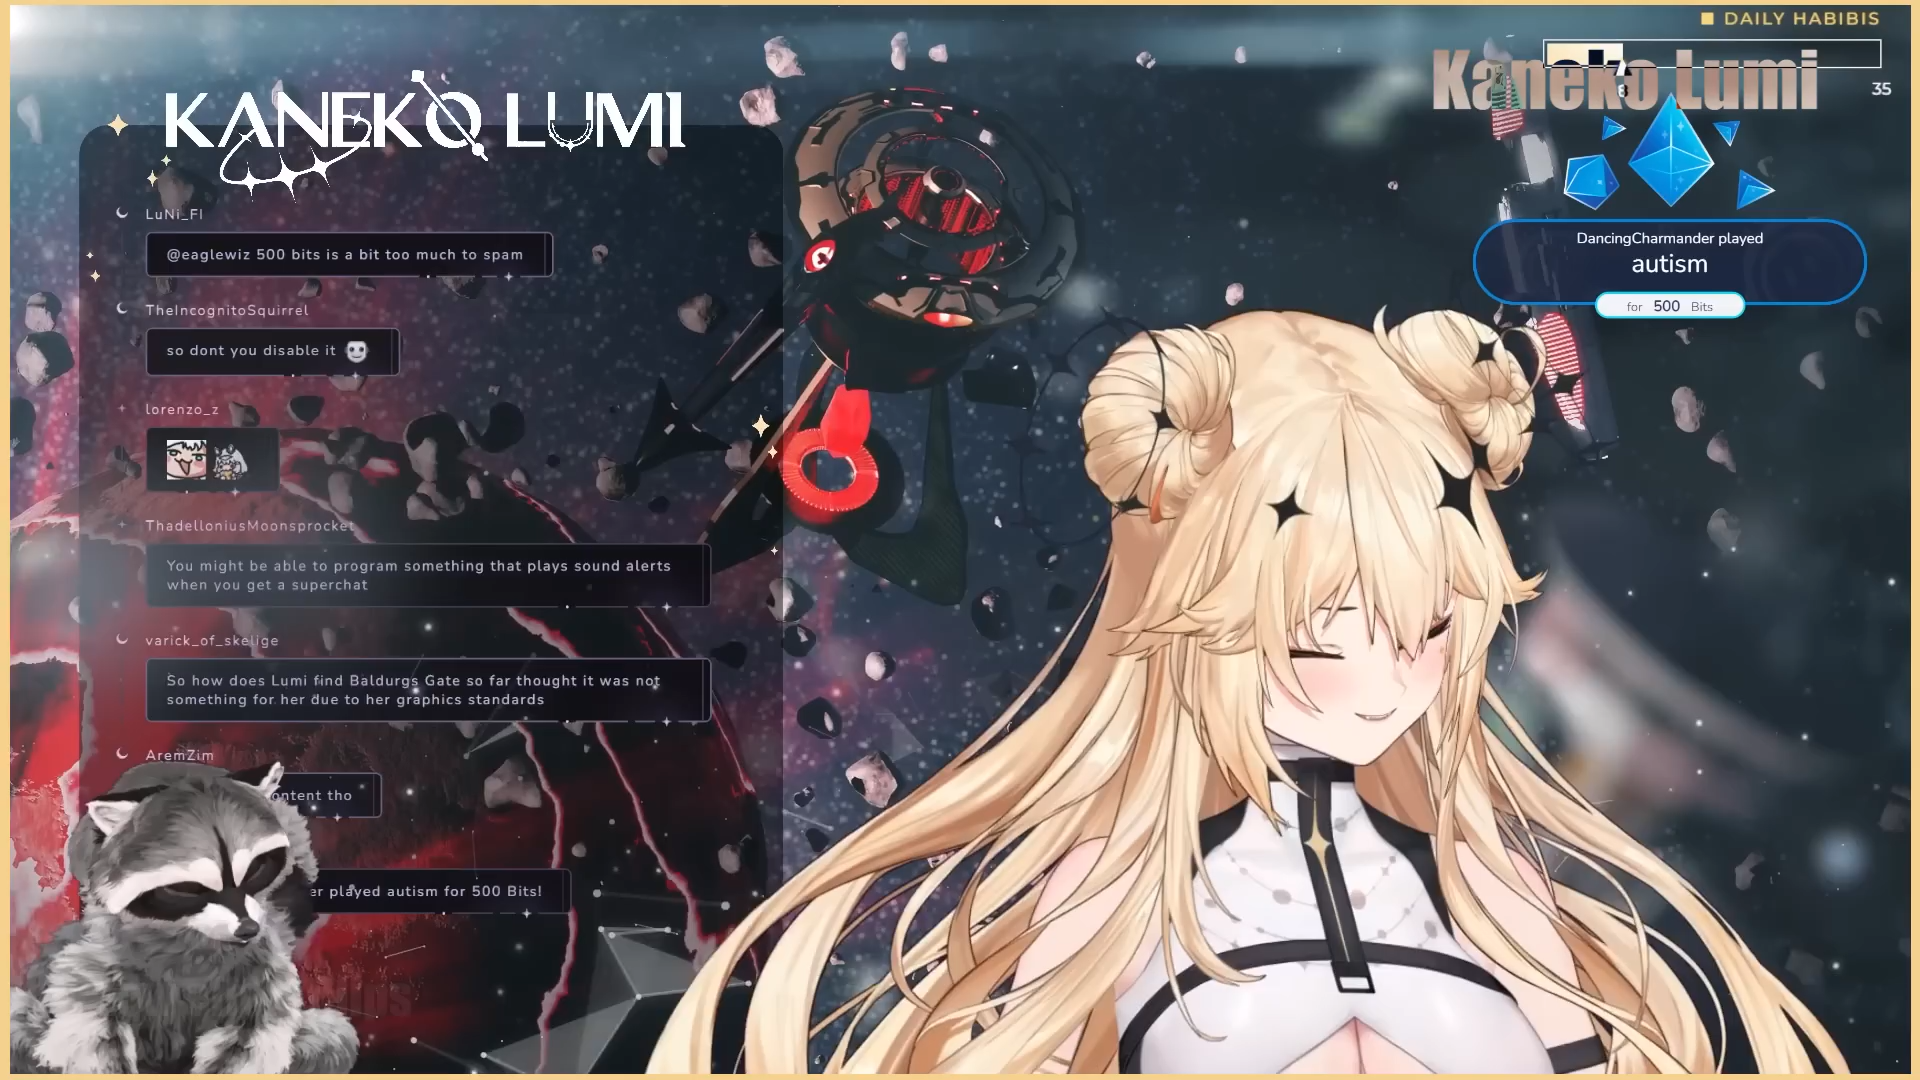 DAILY HABIBIS
Kaneko Lumi
35
KANEKO LUMI
LuNi_FI
@eaglewiz 500 bits is a bit too much to spam
TheIncognitoSquirrel
so dont you disable it
lorenzo_z
ThadelloniusMoonsprocket
You might be able to program something that plays sound alerts
when you get a superchat
varick_of_skelige
So how does Lumi find Baldurgs Gate so far thought it was not
something for her due to her graphics standards
AremZim
ontent tho
er played autism for 500 Bits!
DancingCharmander played
autism
for 500 Bits